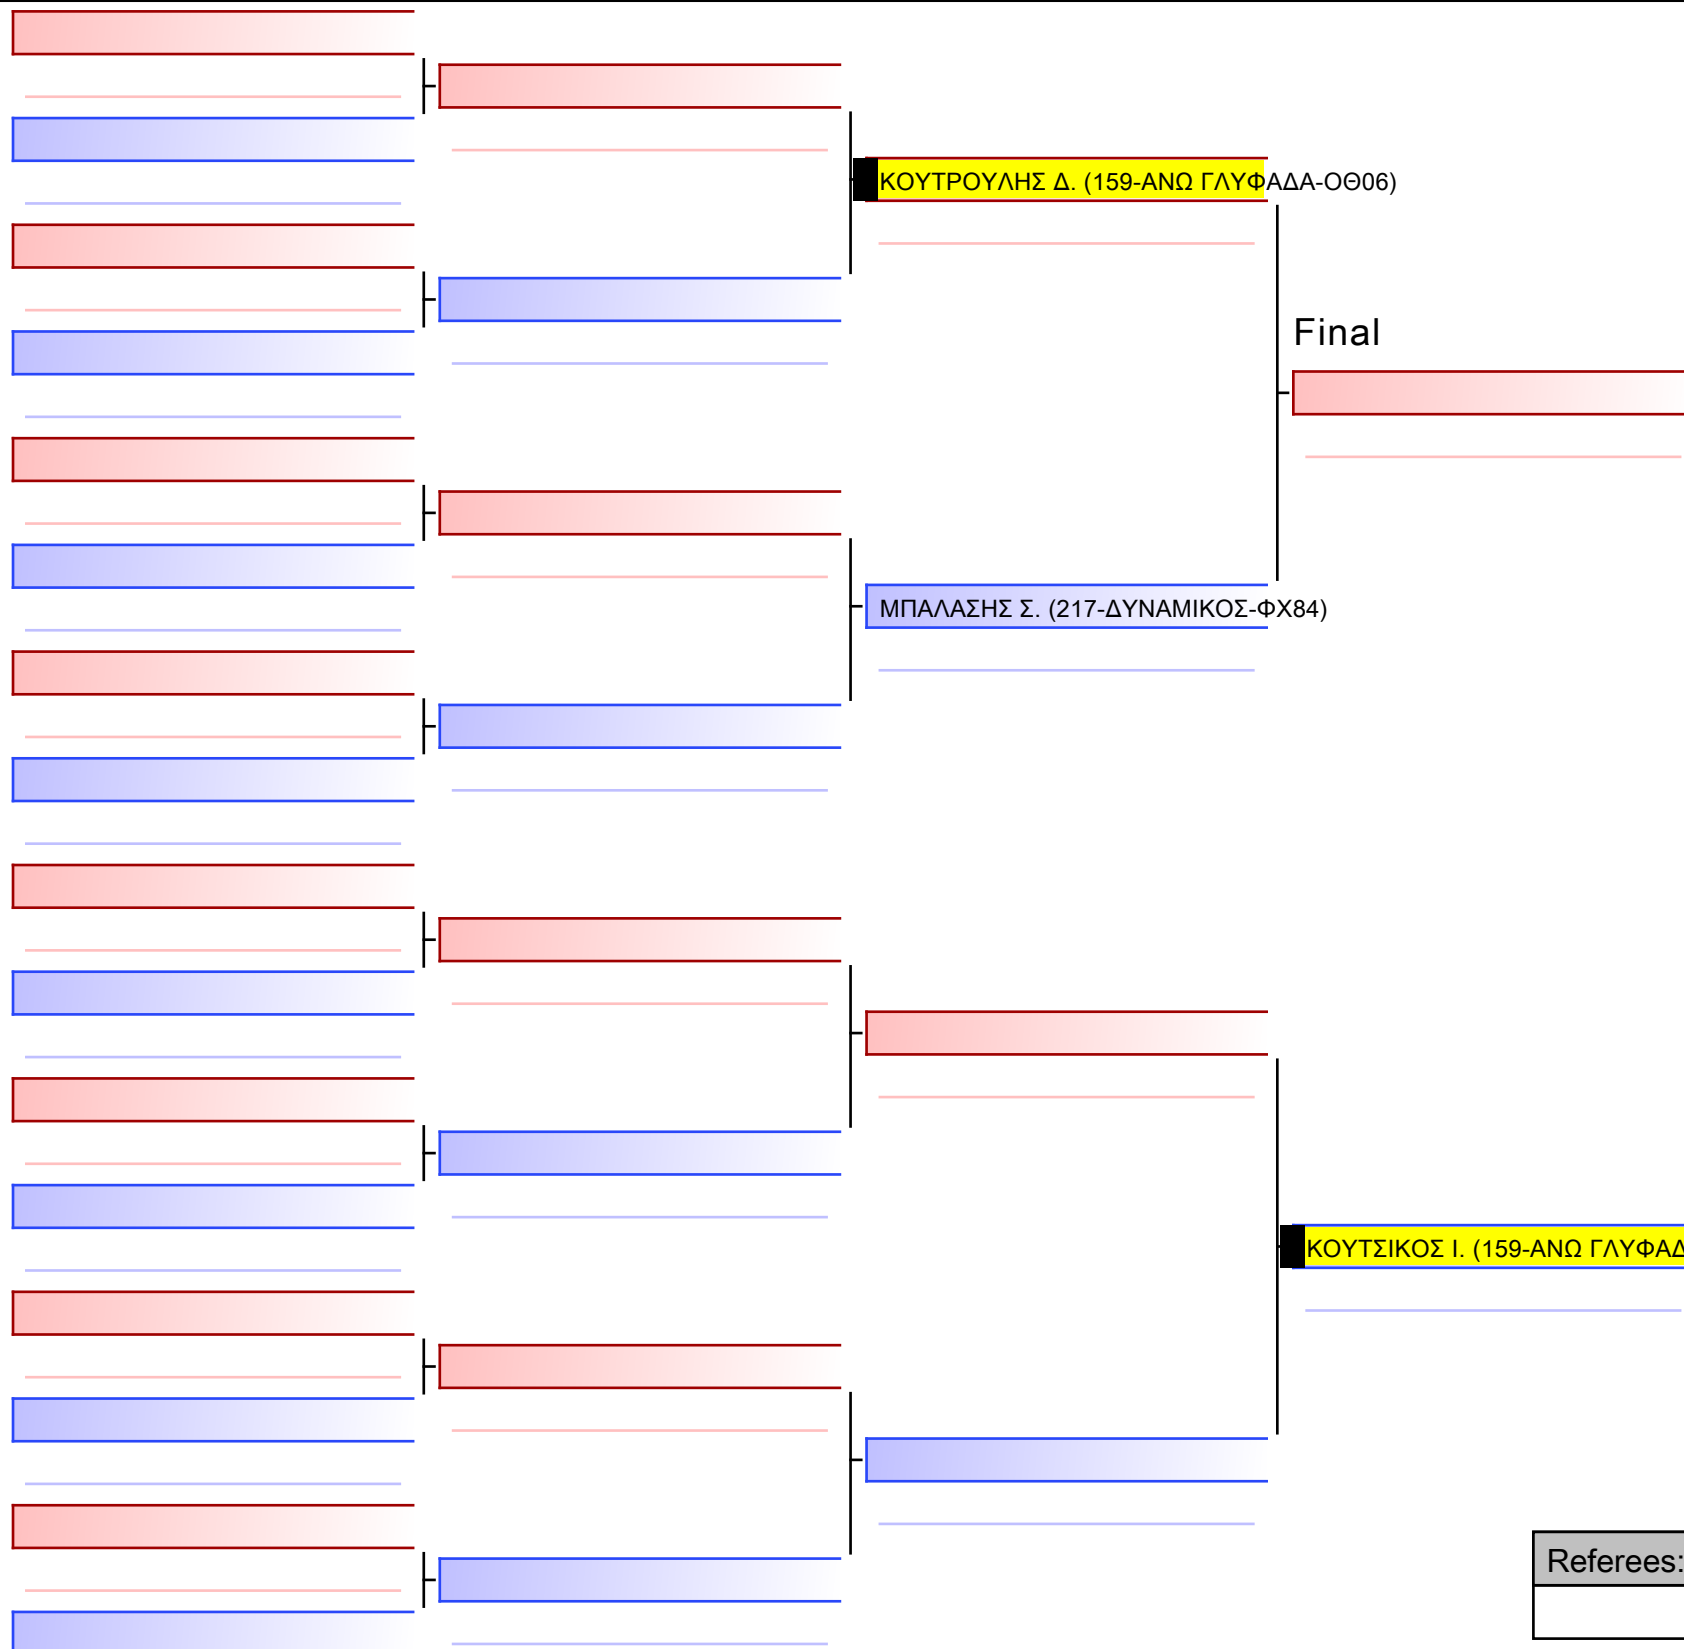 ΚΟΥΤΡΟΥΛΗΣ Δ. (159-ΑΝΩ ΓΛΥΦΑΔΑ-ΟΘ06)
Final
ΜΠΑΛΑΣΗΣ Σ. (217-ΔΥΝΑΜΙΚΟΣ-ΦΧ84)
ΚΟΥΤΣΙΚΟΣ Ι. (159-ΑΝΩ ΓΛΥΦΑΔ
Referees: